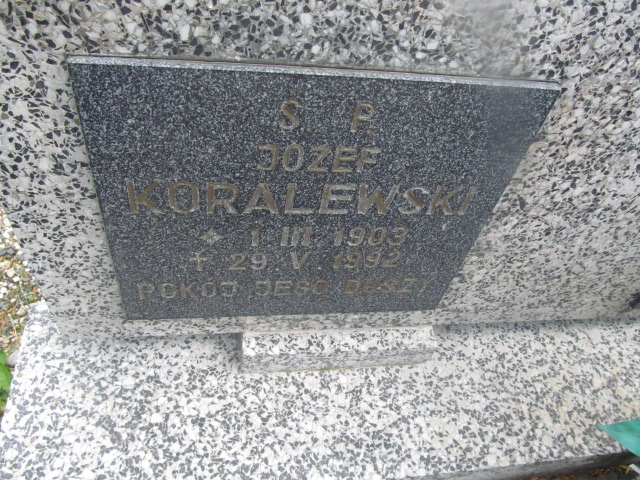 Ś. P.
JÓZEF
KORALEWSKI
* 1 III 1903
† 29 V 1992
POKÓJ JEGO DUSZY